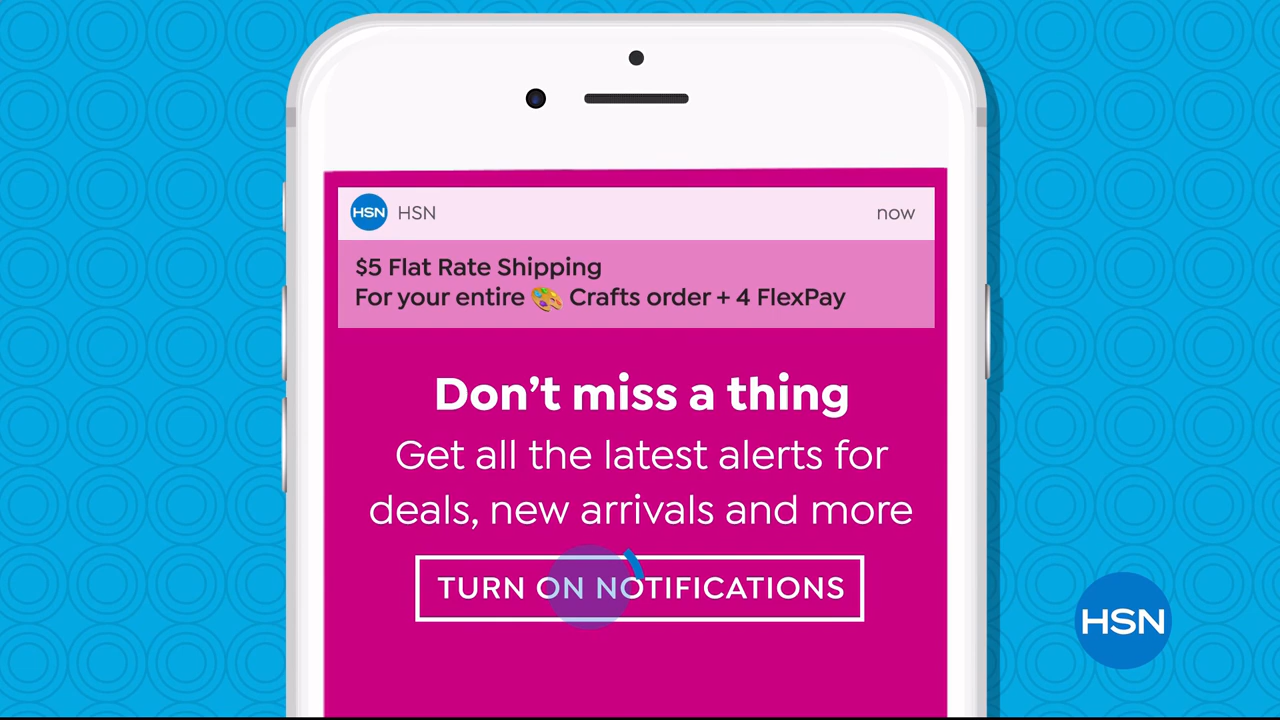 HSN HSN now
$5 Flat Rate Shipping
For your entire 🎨 Crafts order + 4 FlexPay
Don't miss a thing
Get all the latest alerts for
deals, new arrivals and more
TURN ON NOTIFICATIONS
HSN